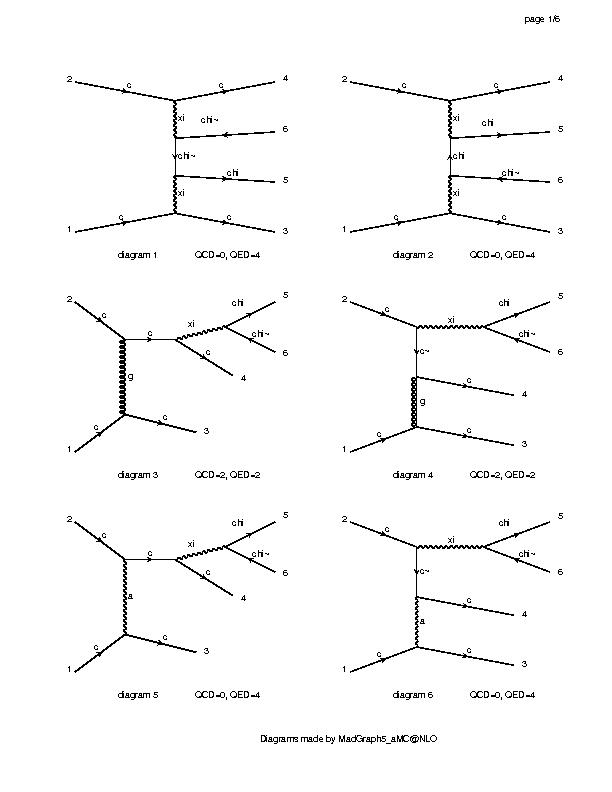 page 1/6
2 c c 4
xi chi~
6
chi~
chi 5
xi
1 c c 3
diagram 1 QCD=0, QED=4
2 c c 4
xi chi
5
chi
chi~ 6
xi
1 c c 3
diagram 2 QCD=0, QED=4
2 c c xi chi 5
chi~ 6
c 4
g
1 c c 3
diagram 3 QCD=2, QED=2
2 c xi chi 5
chi~ 6
c~
c 4
g
1 c c 3
diagram 4 QCD=2, QED=2
2 c c xi chi 5
chi~ 6
c 4
a
1 c c 3
diagram 5 QCD=0, QED=4
2 c xi chi 5
chi~ 6
c~
c 4
a
1 c c 3
diagram 6 QCD=0, QED=4
Diagrams made by MadGraph5_aMC@NLO